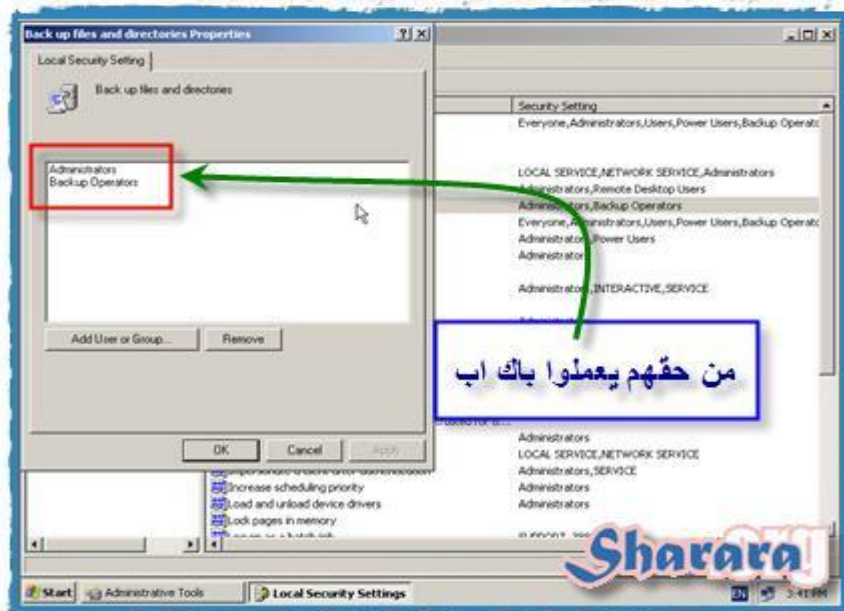 Back up files and directories Properties
Local Security Setting
Back up files and directories
Administrators
Backup Operators
Add User or Group...
Remove
OK
Cancel
Apply
Security Setting
Everyone,Administrators,Users,Power Users,Backup Operato
LOCAL SERVICE,NETWORK SERVICE,Administrators
Administrators,Remote Desktop Users
Administrators,Backup Operators
Everyone,Administrators,Users,Power Users,Backup Operato
Administrators,Power Users
Administrators
Administrators,INTERACTIVE,SERVICE
من حقهم يعملوا باك اب
Administrators
LOCAL SERVICE,NETWORK SERVICE
Administrators,SERVICE
Increase scheduling priority
Administrators
Load and unload device drivers
Administrators
Lock pages in memory
Sharara.org
Start
Administrative Tools
Local Security Settings
EN
3:41 PM